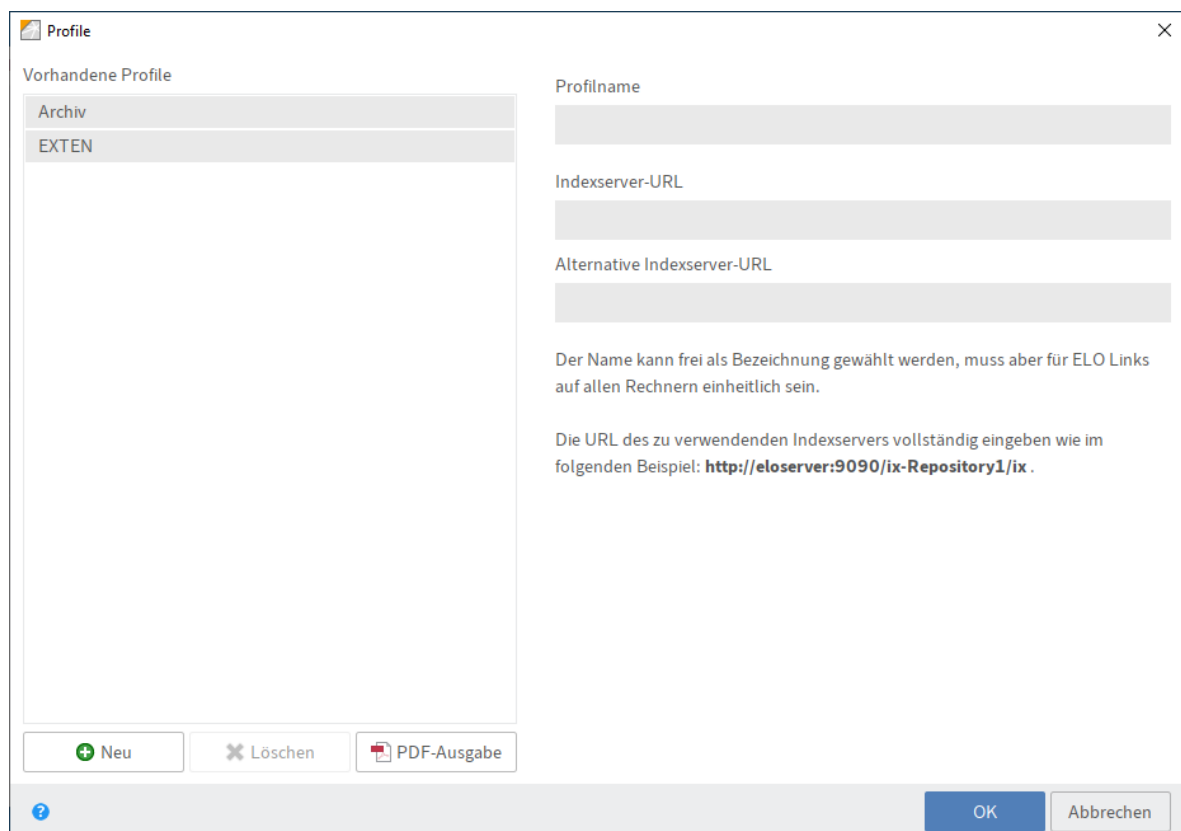 Profile
Vorhandene Profile
Archiv
EXTEN
Neu
Löschen
PDF-Ausgabe
Profilname
Indexserver-URL
Alternative Indexserver-URL
Der Name kann frei als Bezeichnung gewählt werden, muss aber für ELO Links
auf allen Rechnern einheitlich sein.
Die URL des zu verwendenden Indexservers vollständig eingeben wie im
folgenden Beispiel: http://eloserver:9090/ix-Repository1/ix .
?
OK
Abbrechen